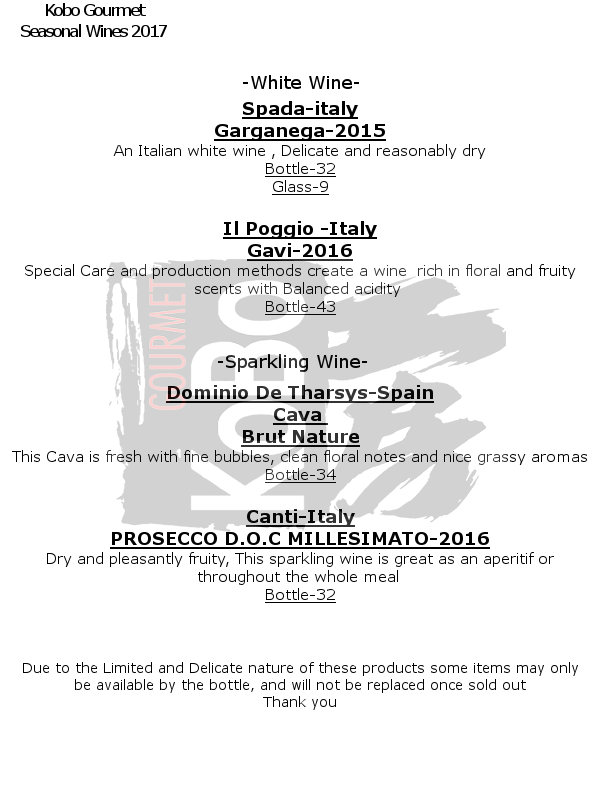 Kobo Gourmet
Seasonal Wines 2017
-White Wine-
Spada-italy
Garganega-2015
An Italian white wine , Delicate and reasonably dry
Bottle-32
Glass-9
Il Poggio -Italy
Gavi-2016
Special Care and production methods create a wine  rich in floral and fruity
scents with Balanced acidity
Bottle-43
-Sparkling Wine-
Dominio De Tharsys-Spain
Cava
Brut Nature
This Cava is fresh with fine bubbles, clean floral notes and nice grassy aromas
Bottle-34
Canti-Italy
PROSECCO D.O.C MILLESIMATO-2016
Dry and pleasantly fruity, This sparkling wine is great as an aperitif or
throughout the whole meal
Bottle-32
Due to the Limited and Delicate nature of these products some items may only
be available by the bottle, and will not be replaced once sold out
Thank you
GOURMET
KOBO